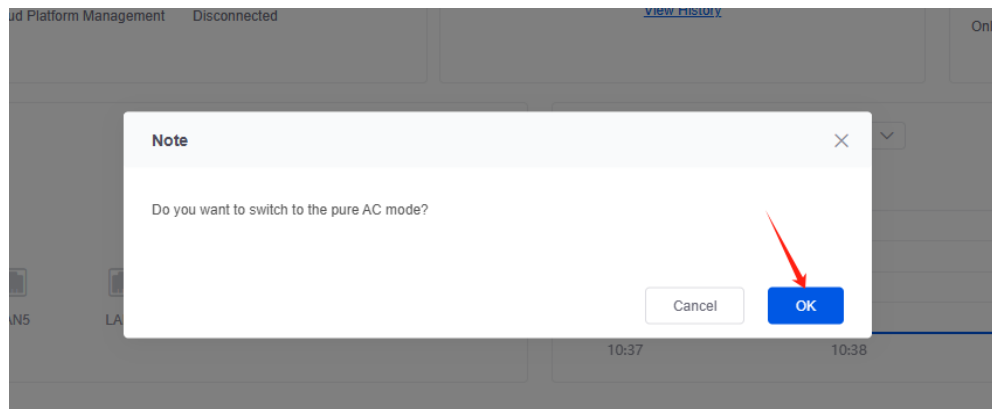 ud Platform Management Disconnected
View History
Onl
Note
Do you want to switch to the pure AC mode?
Cancel
OK
AN5
LA
10:37
10:38